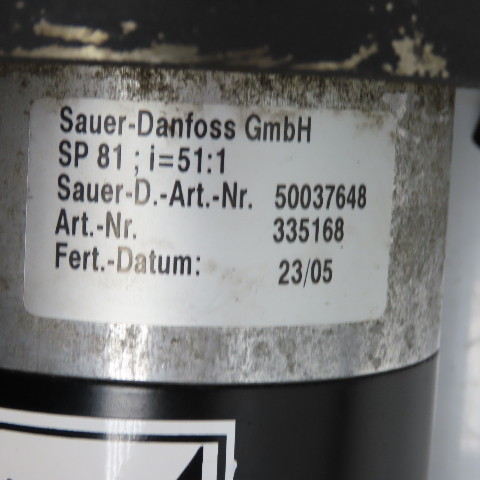 Sauer-Danfoss GmbH
SP 81 ; i=51:1
Sauer-D.-Art.-Nr. 50037648
Art.-Nr. 335168
Fert.-Datum: 23/05